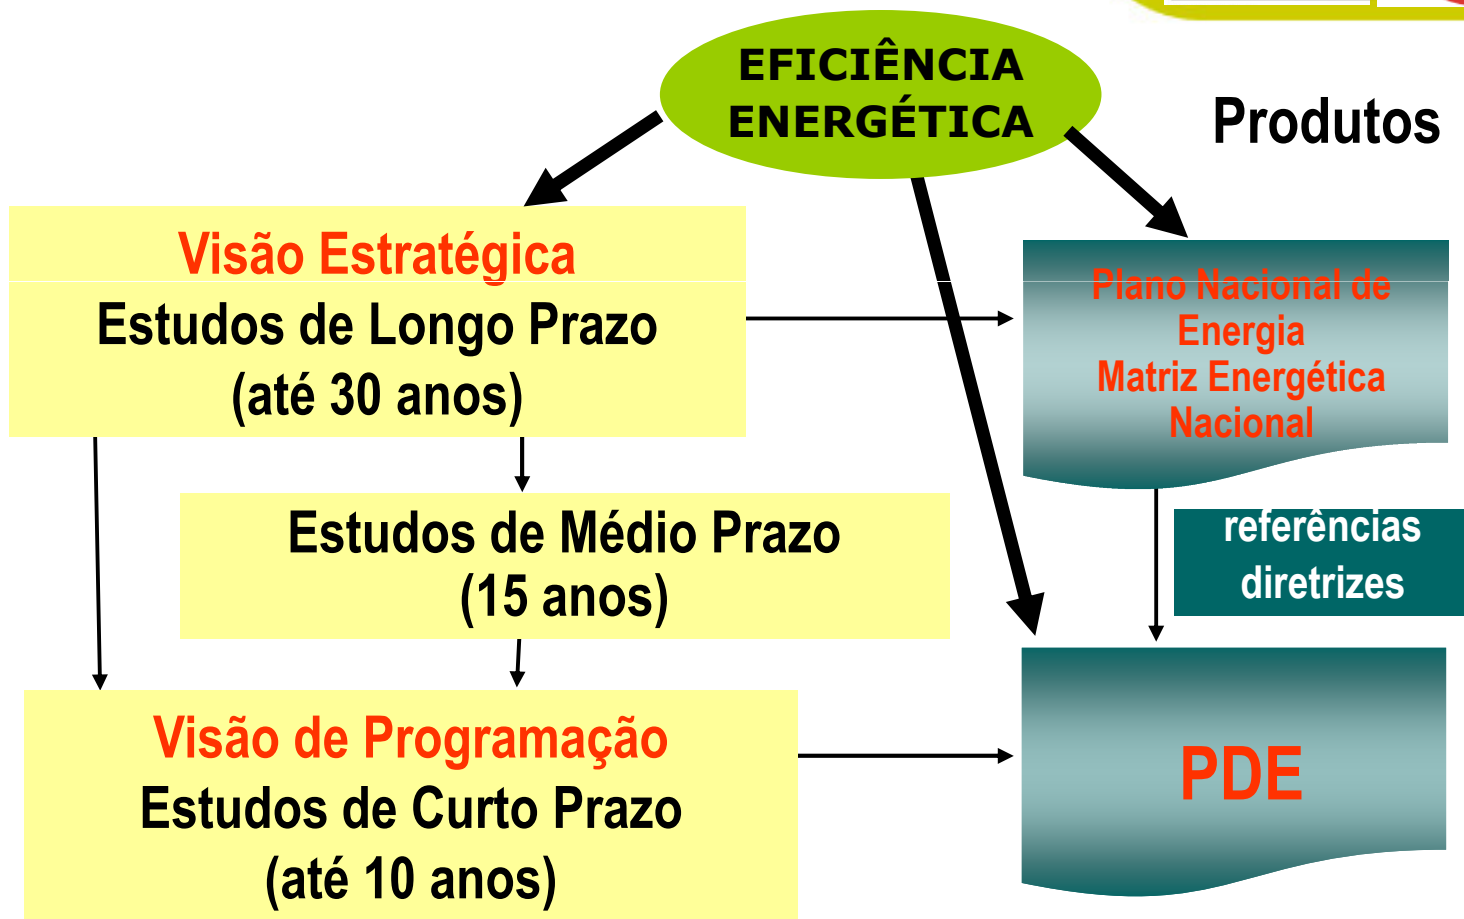 EFICIÊNCIA
ENERGÉTICA
Produtos
Visão Estratégica
Estudos de Longo Prazo
(até 30 anos)
Plano Nacional de
Energia
Matriz Energética
Nacional
Estudos de Médio Prazo
(15 anos)
referências
diretrizes
Visão de Programação
Estudos de Curto Prazo
(até 10 anos)
PDE